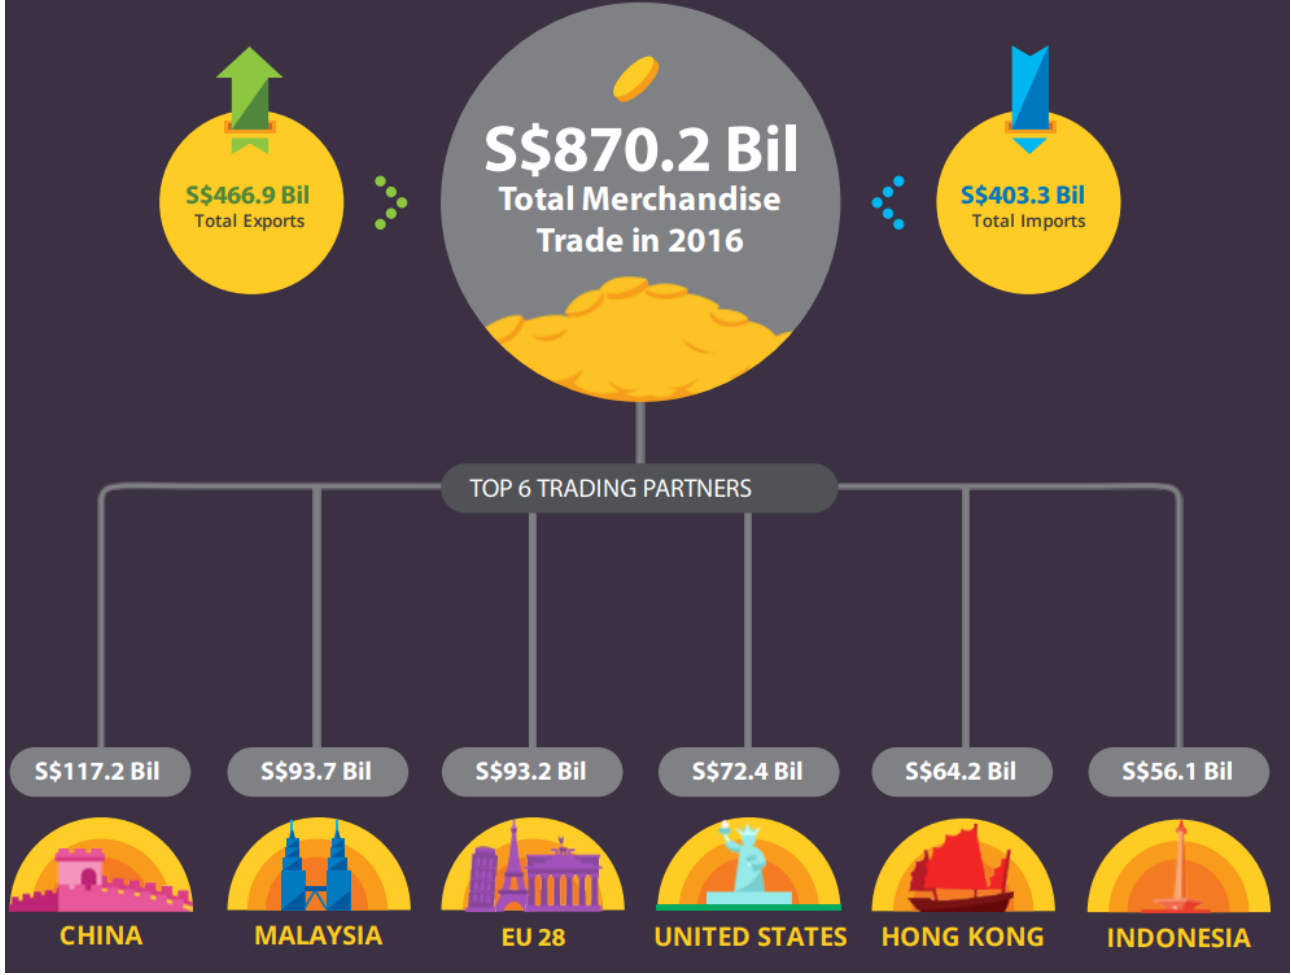 S$870.2 Bil
Total Merchandise
Trade in 2016
S$466.9 Bil
Total Exports
S$403.3 Bil
Total Imports
TOP 6 TRADING PARTNERS
S$117.2 Bil
CHINA
S$93.7 Bil
MALAYSIA
S$93.2 Bil
EU 28
S$72.4 Bil
UNITED STATES
S$64.2 Bil
HONG KONG
S$56.1 Bil
INDONESIA